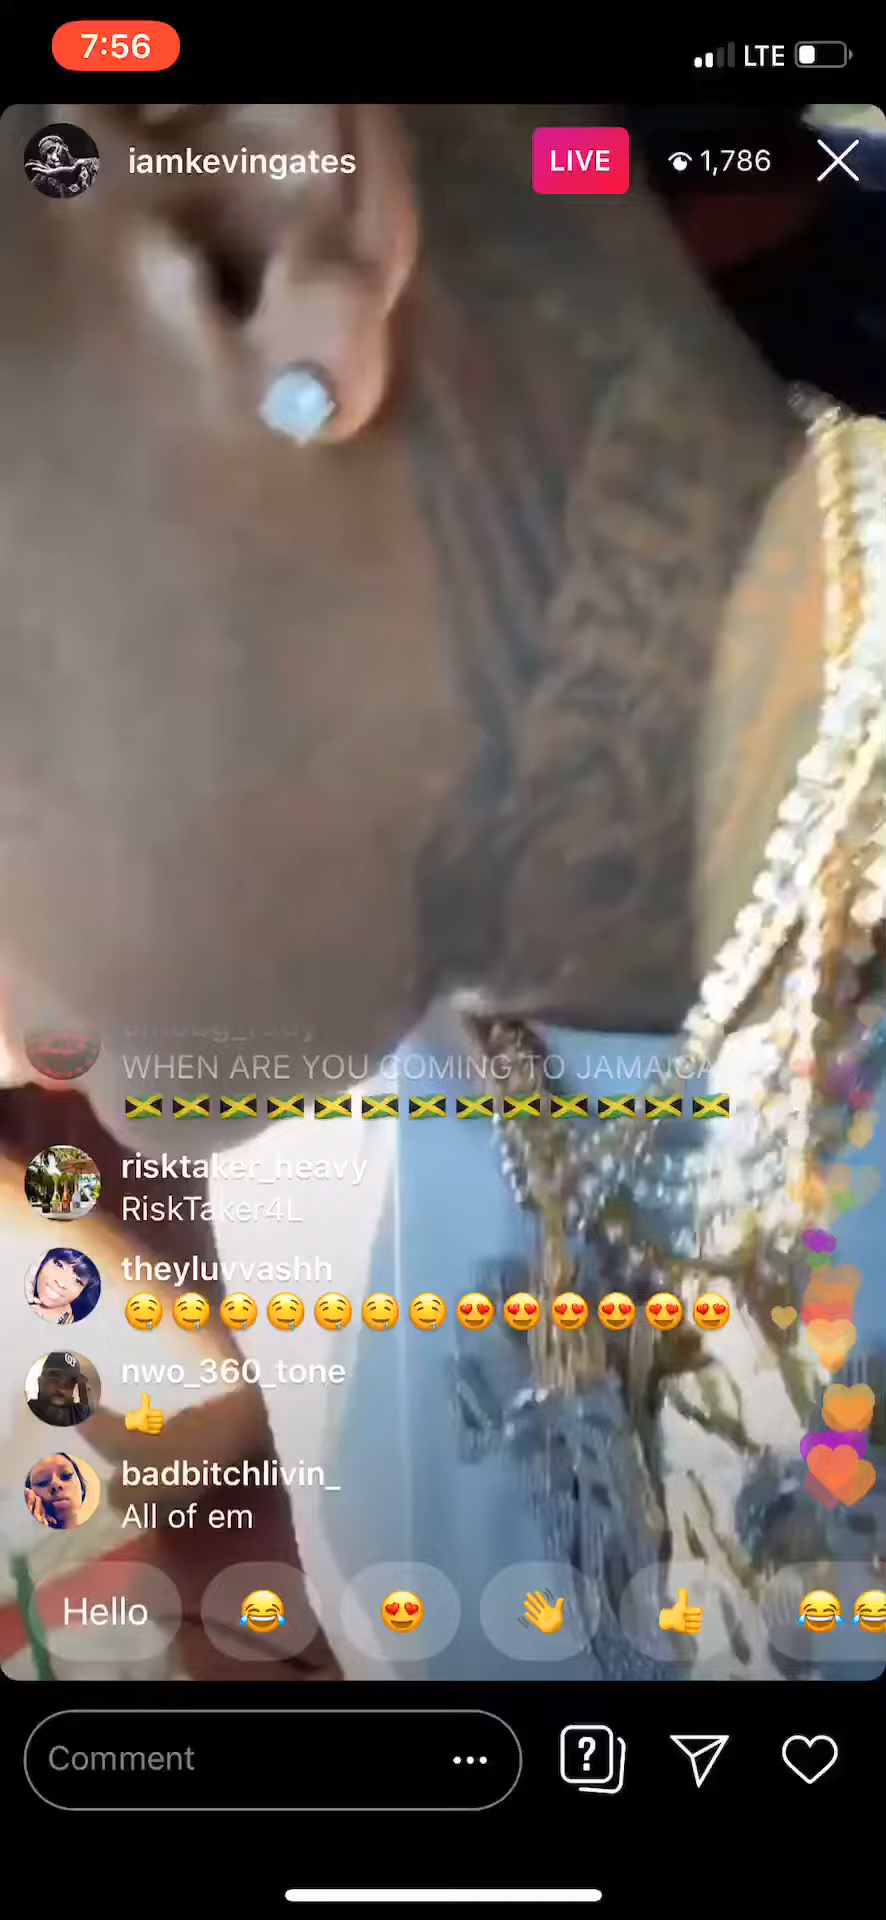 7:56
LTE
iamkevingates
LIVE
1,786
WHEN ARE YOU COMING TO JAMAICA
🇯🇲🇯🇲🇯🇲🇯🇲🇯🇲🇯🇲🇯🇲🇯🇲🇯🇲🇯🇲🇯🇲🇯🇲🇯🇲
risktaker_heavy
RiskTaker4L
theyluvvashh
🤤🤤🤤🤤🤤🤤🤤😍😍😍😍😍😍
nwo_360_tone
👍
badbitchlivin_
All of em
Hello 😂 😍 👋 👍 😂😂
Comment